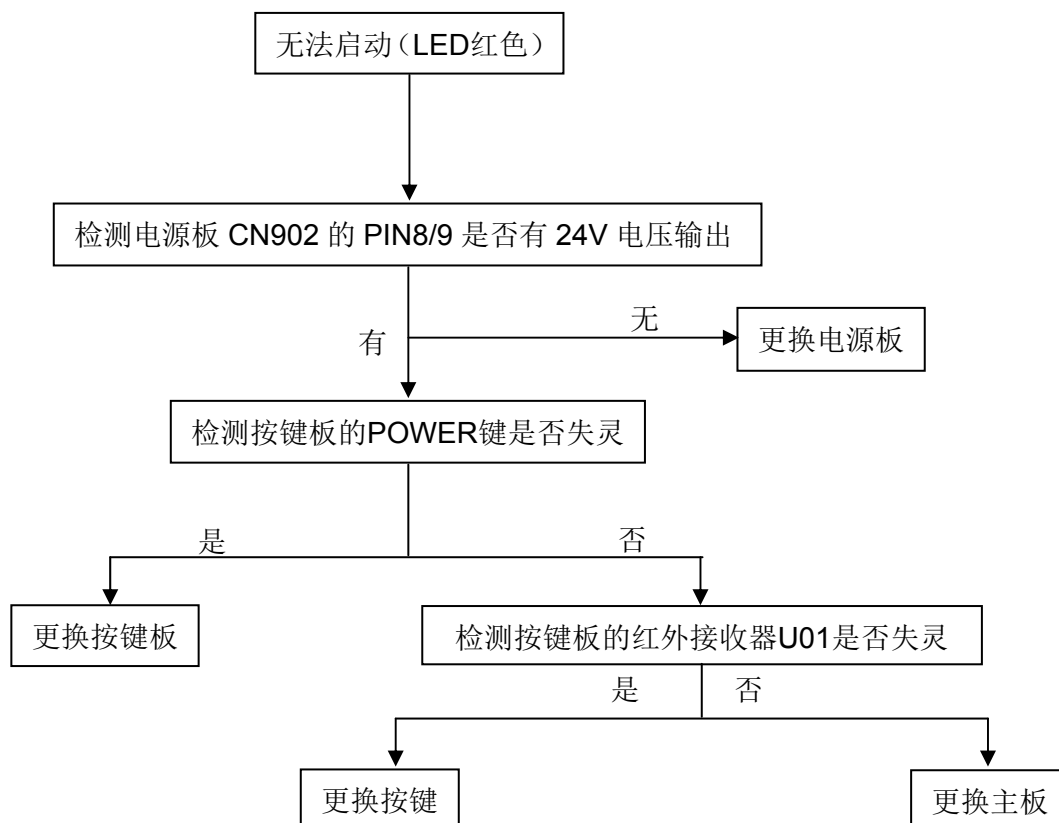 无法启动（LED红色）
检测电源板 CN902 的 PIN8/9 是否有 24V 电压输出
无
有
更换电源板
检测按键板的POWER键是否失灵
是
否
更换按键板
检测按键板的红外接收器U01是否失灵
是
否
更换按键
更换主板